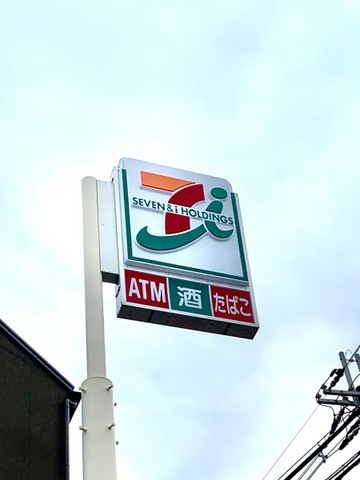 SEVEN & i HOLDINGS
ATM 酒 たばこ